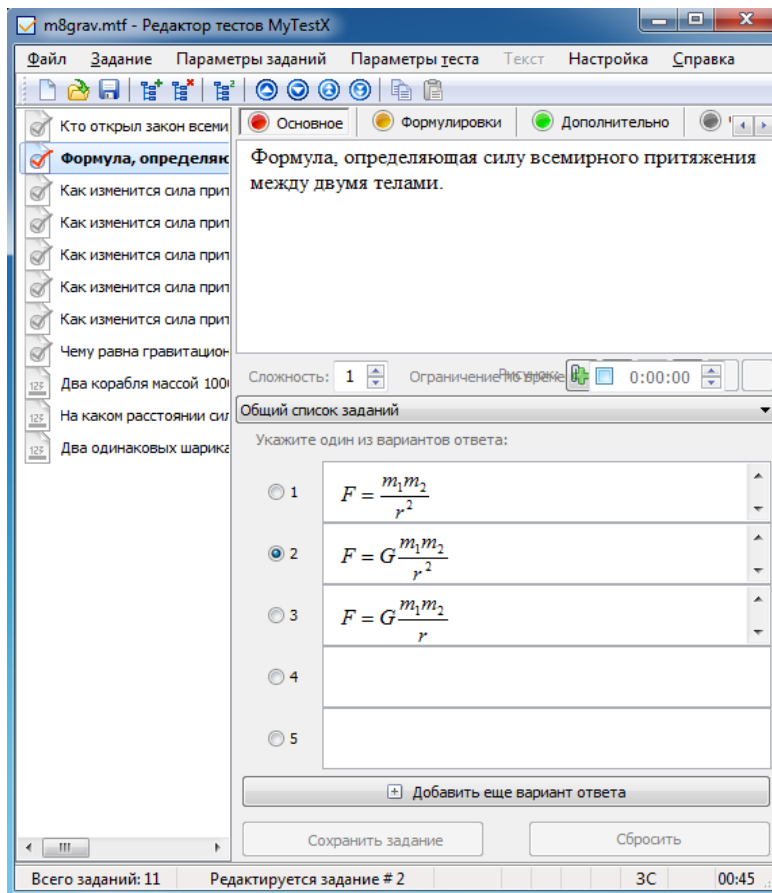 m8grav.mtf - Редактор тестов MyTestX
Файл Задание Параметры заданий Параметры теста Текст Настройка Справка
Кто открыл закон всеми
Формула, определяю
Как изменится сила прит
Как изменится сила прит
Как изменится сила прит
Как изменится сила прит
Как изменится сила прит
Чему равна гравитацион
Два корабля массой 100
На каком расстоянии сил
Два одинаковых шарика
Основное Формулировки Дополнительно
Формула, определяющая силу всемирного притяжения
между двумя телами.
Сложность: 1 Ограничение по време 0:00:00
Общий список заданий
Укажите один из вариантов ответа:
1 F = m₁m₂/r²
2 F = G m₁m₂/r²
3 F = G m₁m₂/r
4
5
Добавить еще вариант ответа
Сохранить задание Сбросить
Всего заданий: 11 Редактируется задание # 2 ЗС 00:45